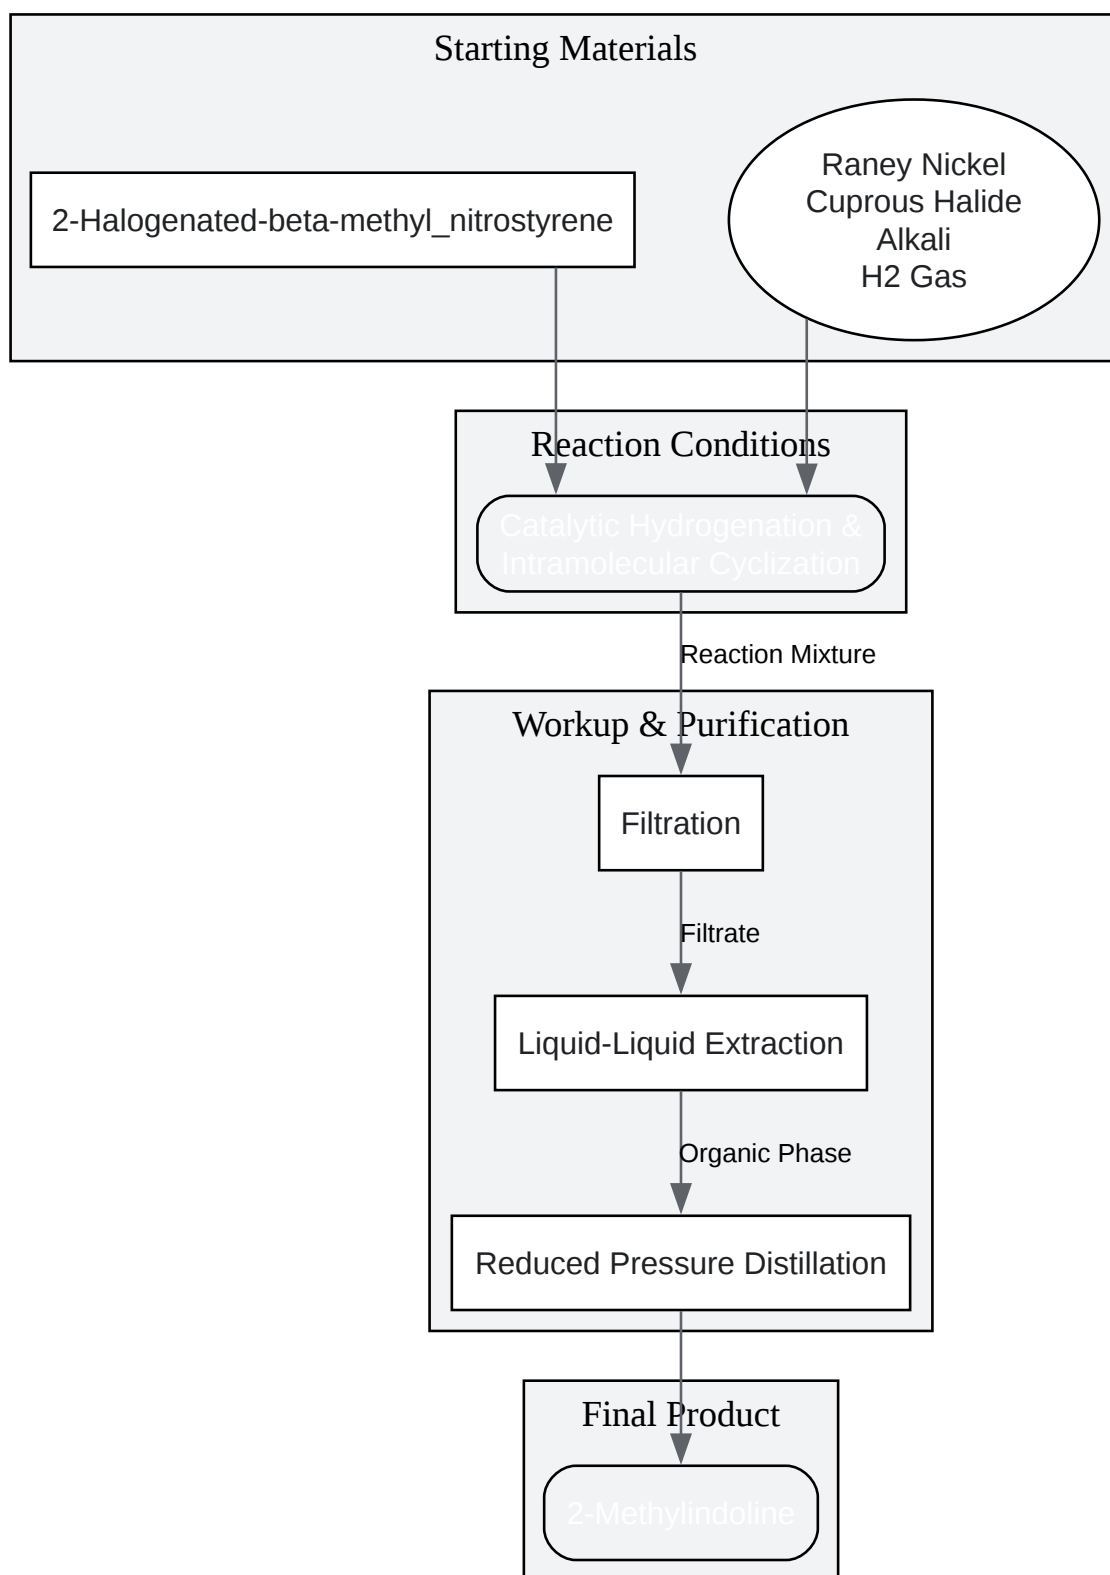 Starting Materials
2-Halogenated-beta-methyl_nitrostyrene
Raney Nickel
Cuprous Halide
Alkali
H2 Gas
Reaction Conditions
Catalytic Hydrogenation &
Intramolecular Cyclization
Reaction Mixture
Workup & Purification
Filtration
Filtrate
Liquid-Liquid Extraction
Organic Phase
Reduced Pressure Distillation
Final Product
2-Methylindoline